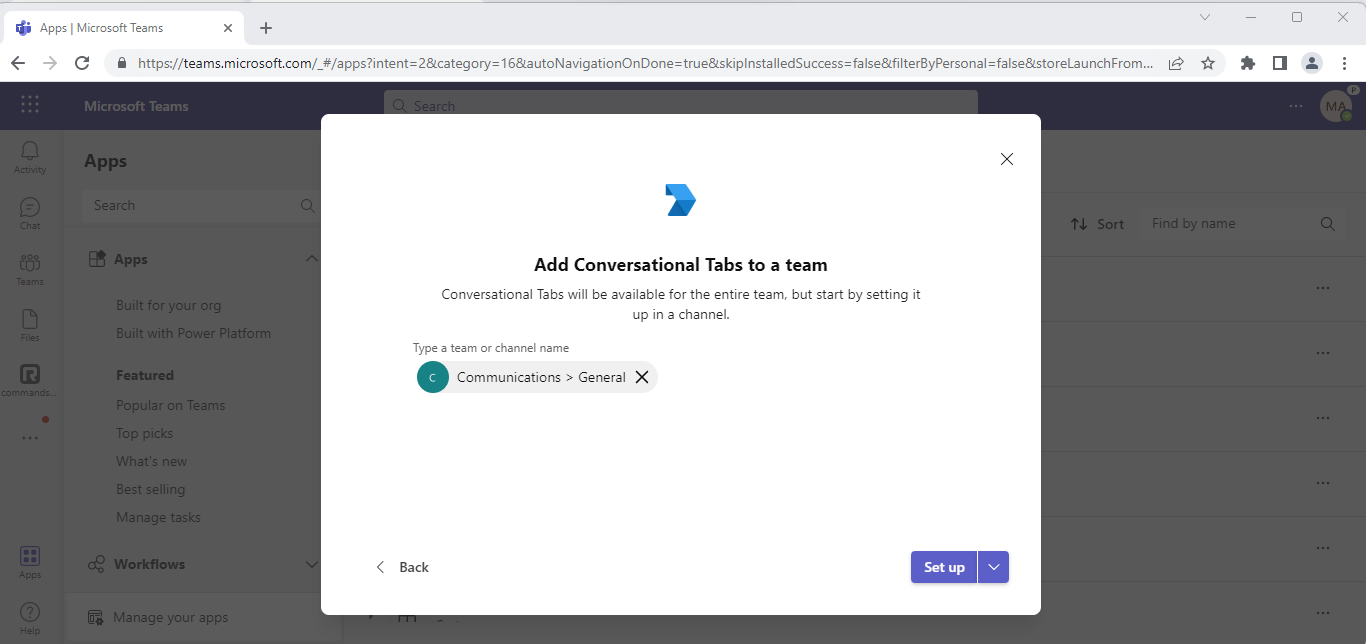 Apps | Microsoft Teams
https://teams.microsoft.com/_#/apps?intent=2&category=16&autoNavigationOnDone=true&skipInstalledSuccess=false&filterByPersonal=false&storeLaunchFrom...
Microsoft Teams
Search
P
MA
Activity
Chat
Teams
Files
commands...
Apps
Help
Apps
Search
Apps
Built for your org
Built with Power Platform
Featured
Popular on Teams
Top picks
What's new
Best selling
Manage tasks
Workflows
Manage your apps
Sort
Find by name
Add Conversational Tabs to a team
Conversational Tabs will be available for the entire team, but start by setting it
up in a channel.
Type a team or channel name
C
Communications > General
Back
Set up